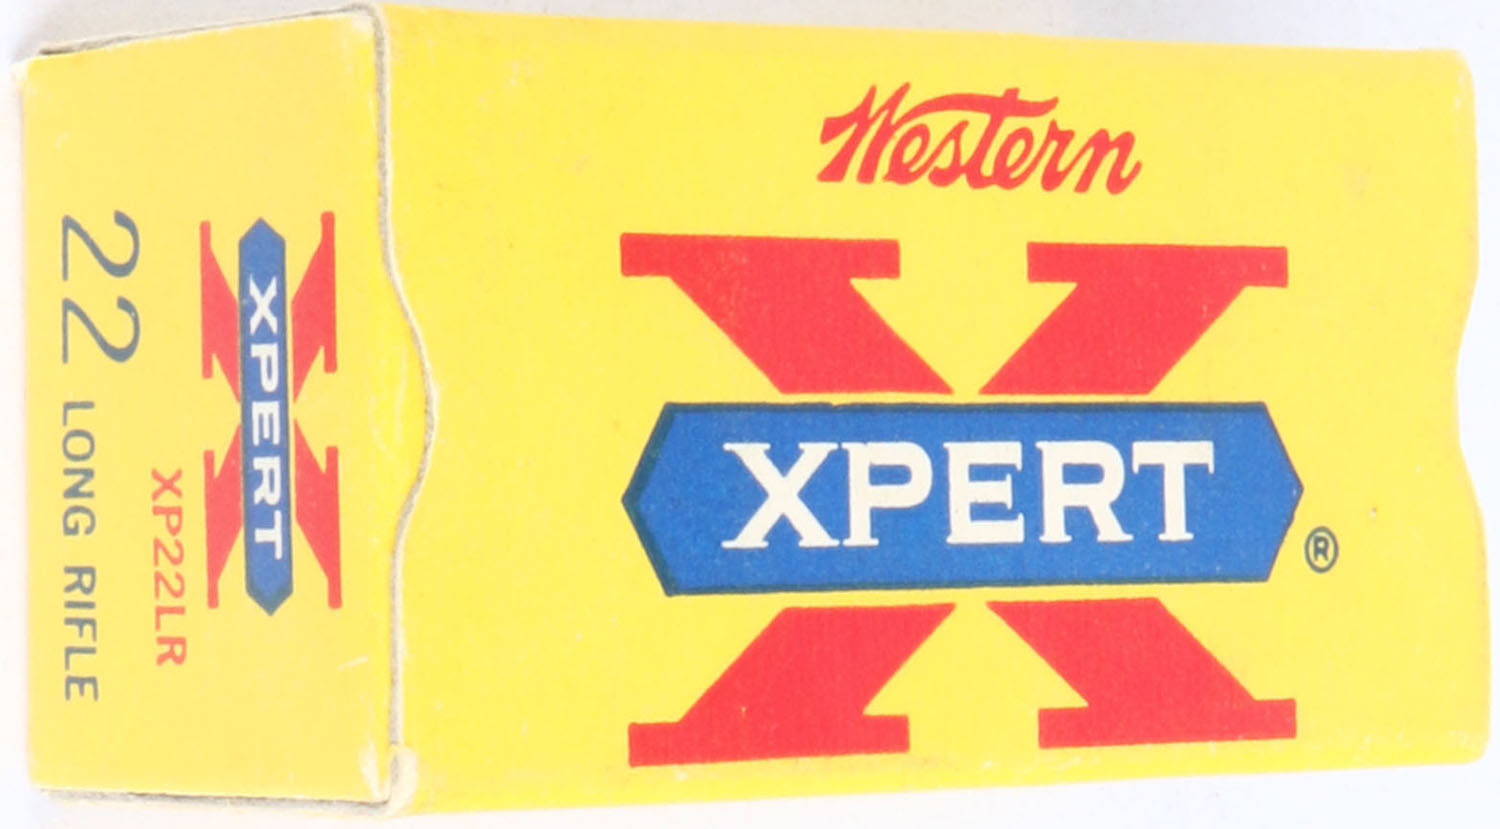 Western
XPERT
®
XPERT
XP22LR
22 LONG RIFLE